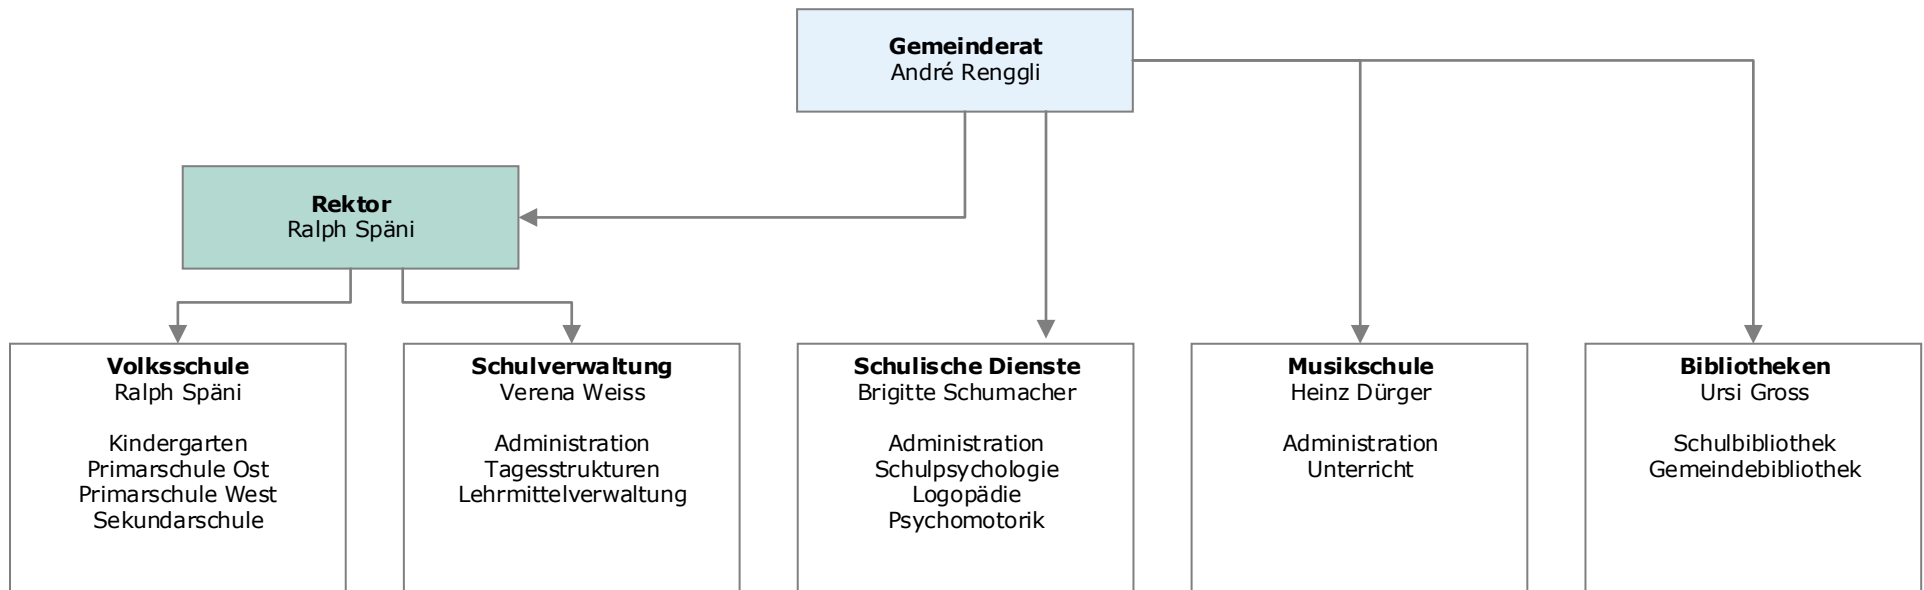 Gemeinderat
André Renggli
Rektor
Ralph Späni
Volksschule
Ralph Späni
Kindergarten
Primarschule Ost
Primarschule West
Sekundarschule
Schulverwaltung
Verena Weiss
Administration
Tagesstrukturen
Lehrmittelverwaltung
Schulische Dienste
Brigitte Schumacher
Administration
Schulpsychologie
Logopädie
Psychomotorik
Musikschule
Heinz Dürger
Administration
Unterricht
Bibliotheken
Ursi Gross
Schulbibliothek
Gemeindebibliothek